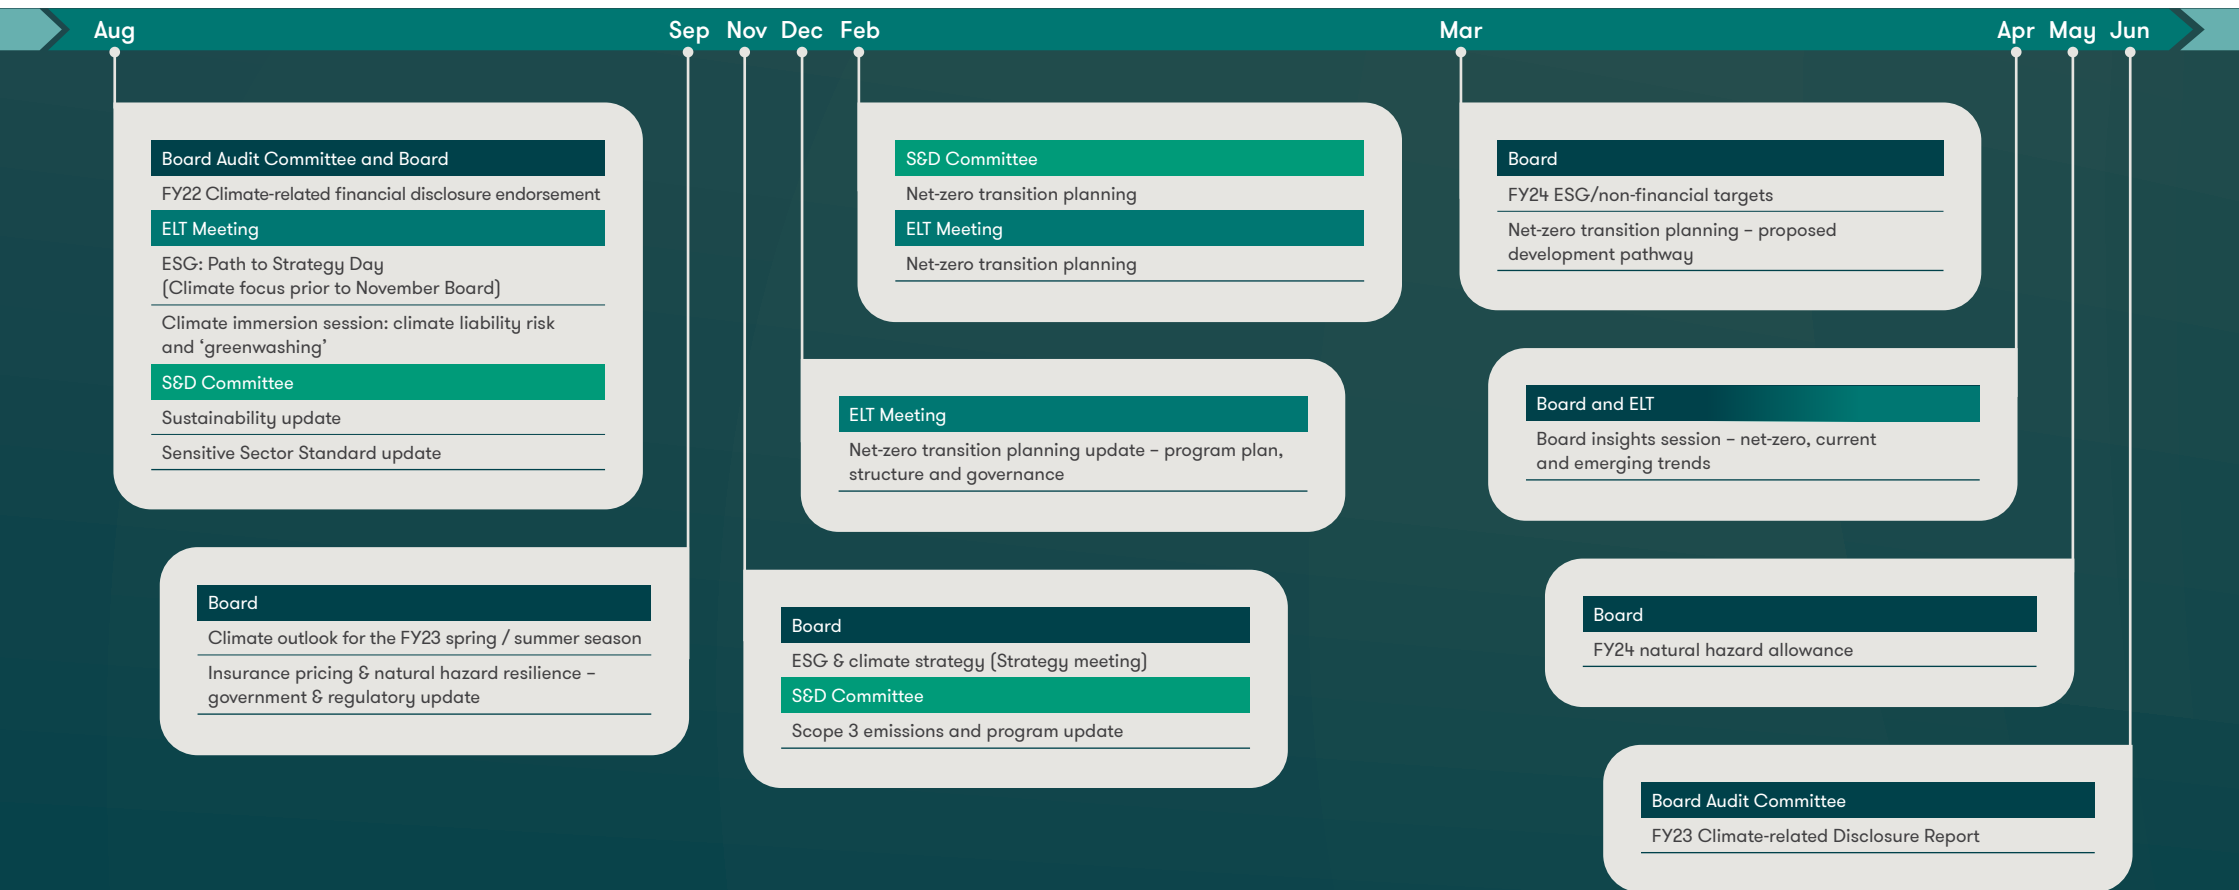 Aug
Sep
Nov
Dec
Feb
Mar
Apr
May
Jun
Board Audit Committee and Board
FY22 Climate-related financial disclosure endorsement
ELT Meeting
ESG: Path to Strategy Day
(Climate focus prior to November Board)
Climate immersion session: climate liability risk
and ‘greenwashing’
S&D Committee
Sustainability update
Sensitive Sector Standard update
Board
Climate outlook for the FY23 spring / summer season
Insurance pricing & natural hazard resilience –
government & regulatory update
Board
ESG & climate strategy (Strategy meeting)
S&D Committee
Scope 3 emissions and program update
ELT Meeting
Net-zero transition planning update – program plan,
structure and governance
S&D Committee
Net-zero transition planning
ELT Meeting
Net-zero transition planning
Board
FY24 ESG/non-financial targets
Net-zero transition planning – proposed
development pathway
Board and ELT
Board insights session – net-zero, current
and emerging trends
Board
FY24 natural hazard allowance
Board Audit Committee
FY23 Climate-related Disclosure Report